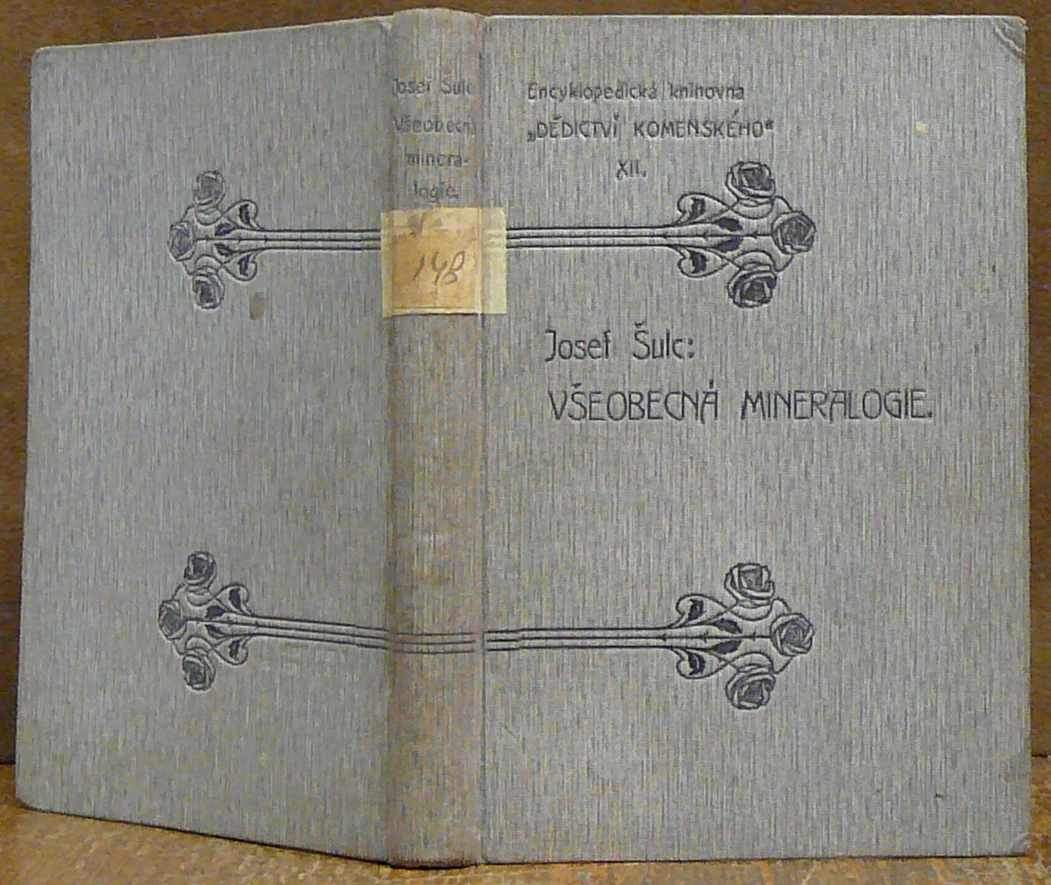 Josef Šulc
Všeobecná
minera-
logie.
148
Encyklopedická knihovna
„DĚDICTVÍ KOMENSKÉHO“
XII.
Josef Šulc:
VŠEOBECNÁ MINERALOGIE.